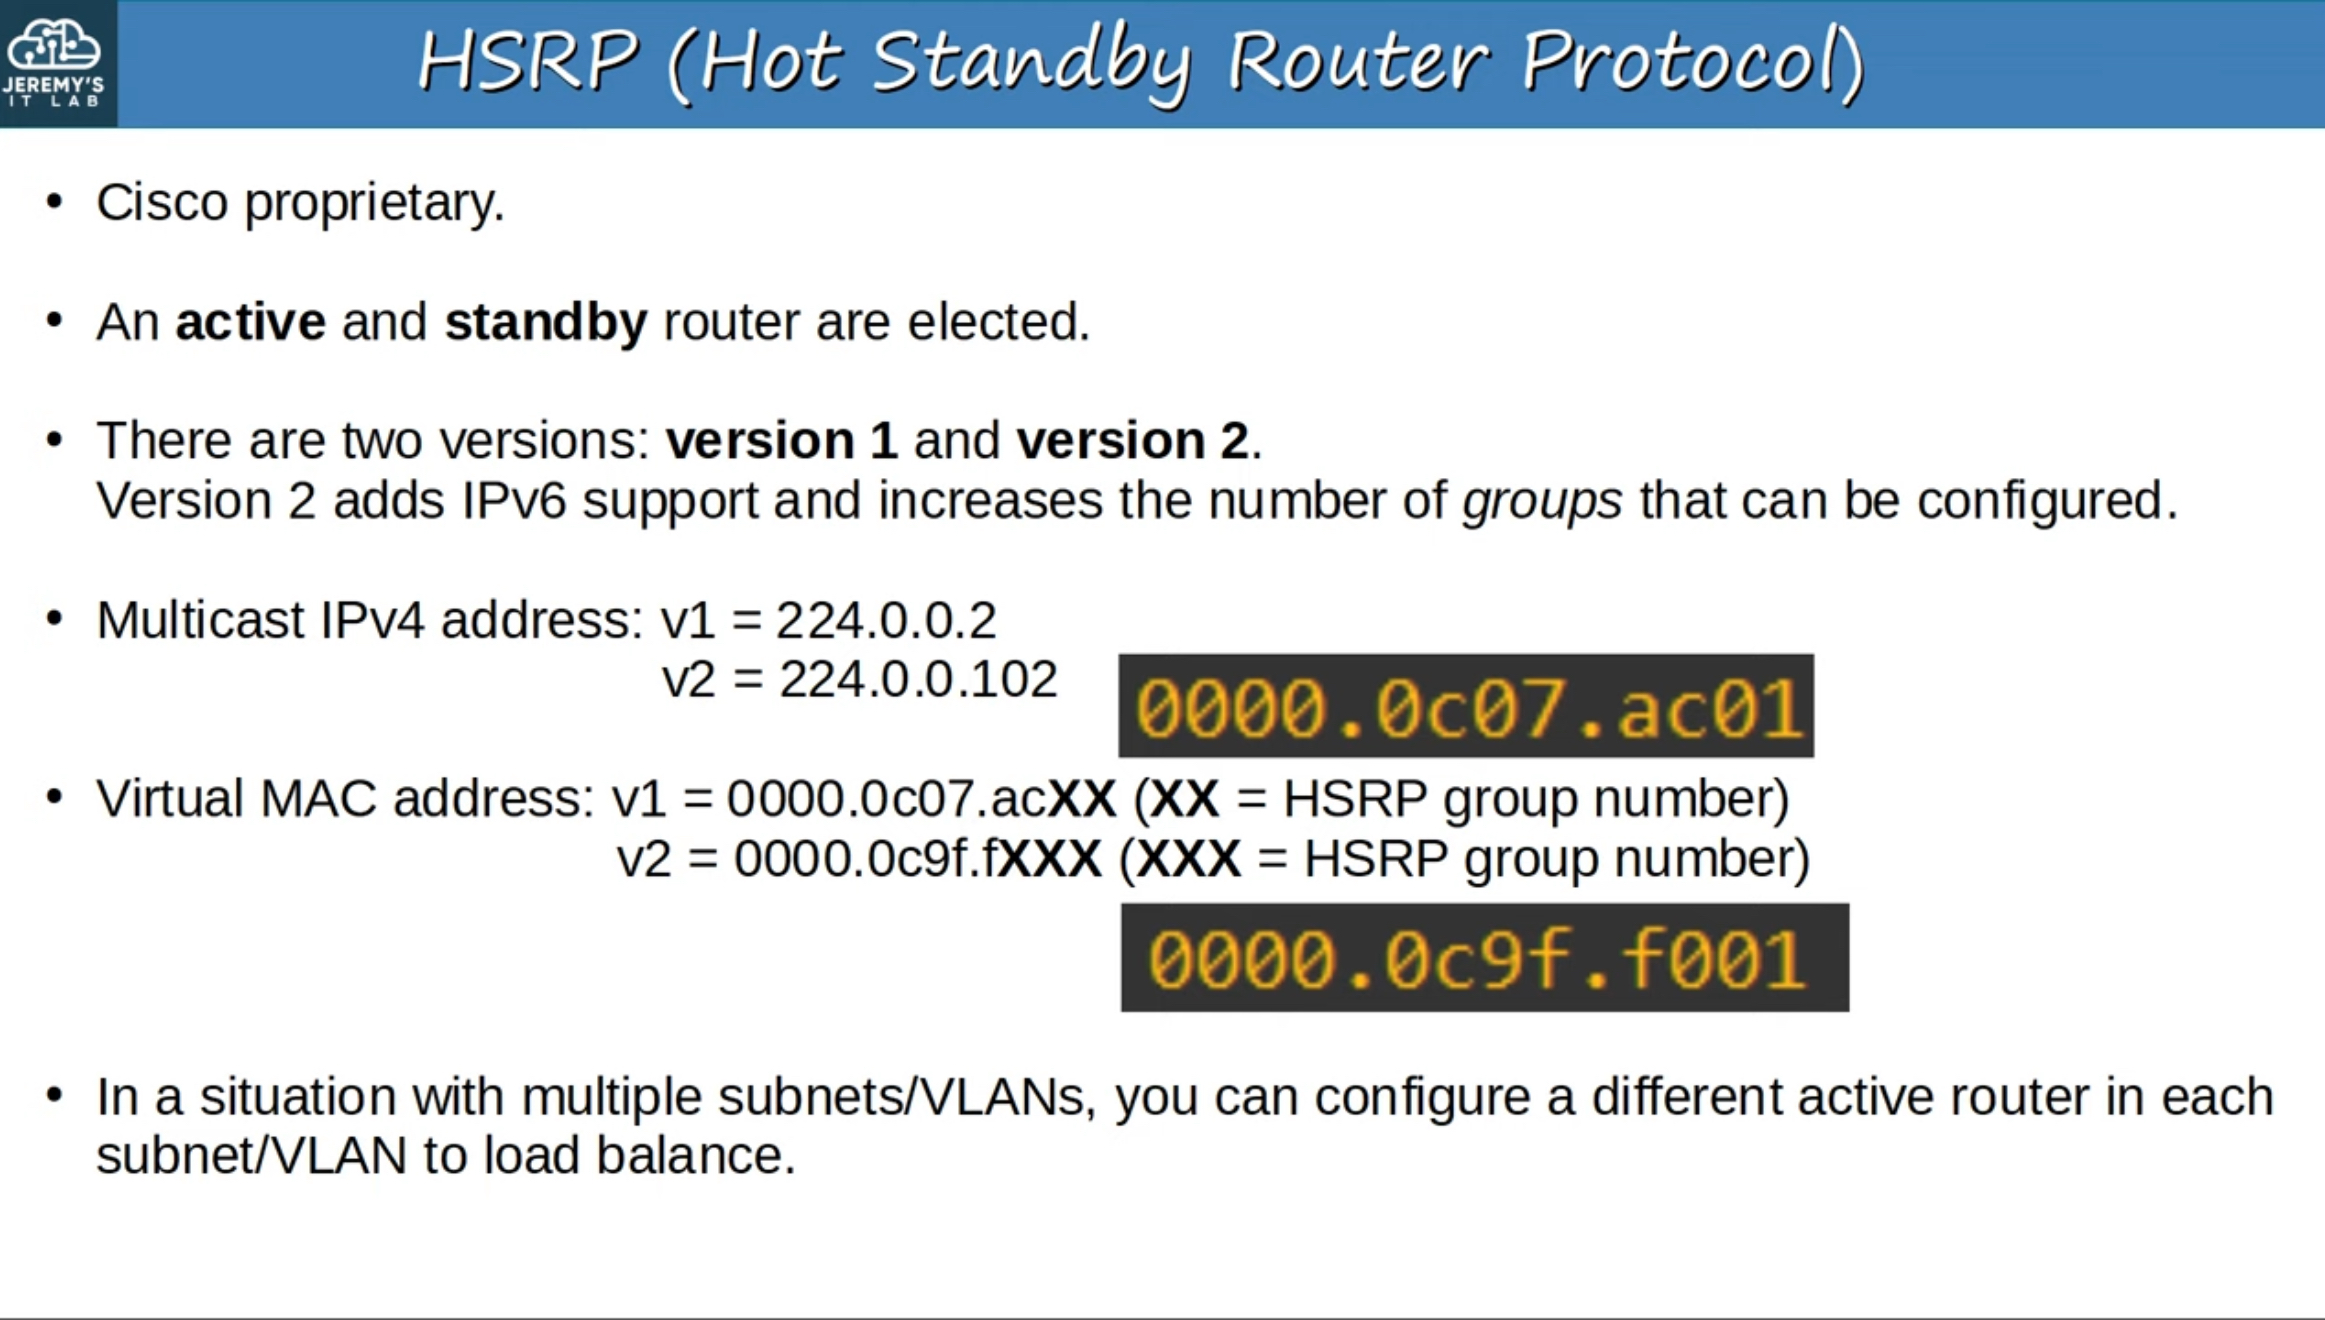 JEREMY'S
IT LAB
HSRP (Hot Standby Router Protocol)
• Cisco proprietary.
• An active and standby router are elected.
• There are two versions: version 1 and version 2.
Version 2 adds IPv6 support and increases the number of groups that can be configured.
• Multicast IPv4 address: v1 = 224.0.0.2
v2 = 224.0.0.102
0000.0c07.ac01
• Virtual MAC address: v1 = 0000.0c07.acXX (XX = HSRP group number)
v2 = 0000.0c9f.fXXX (XXX = HSRP group number)
0000.0c9f.f001
• In a situation with multiple subnets/VLANs, you can configure a different active router in each
subnet/VLAN to load balance.